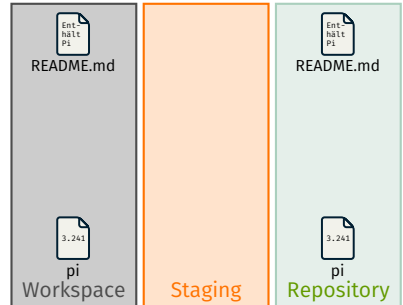 Ent-
hält
Pi
README.md
Ent-
hält
Pi
README.md
3.241
pi
3.241
pi
Workspace
Staging
Repository